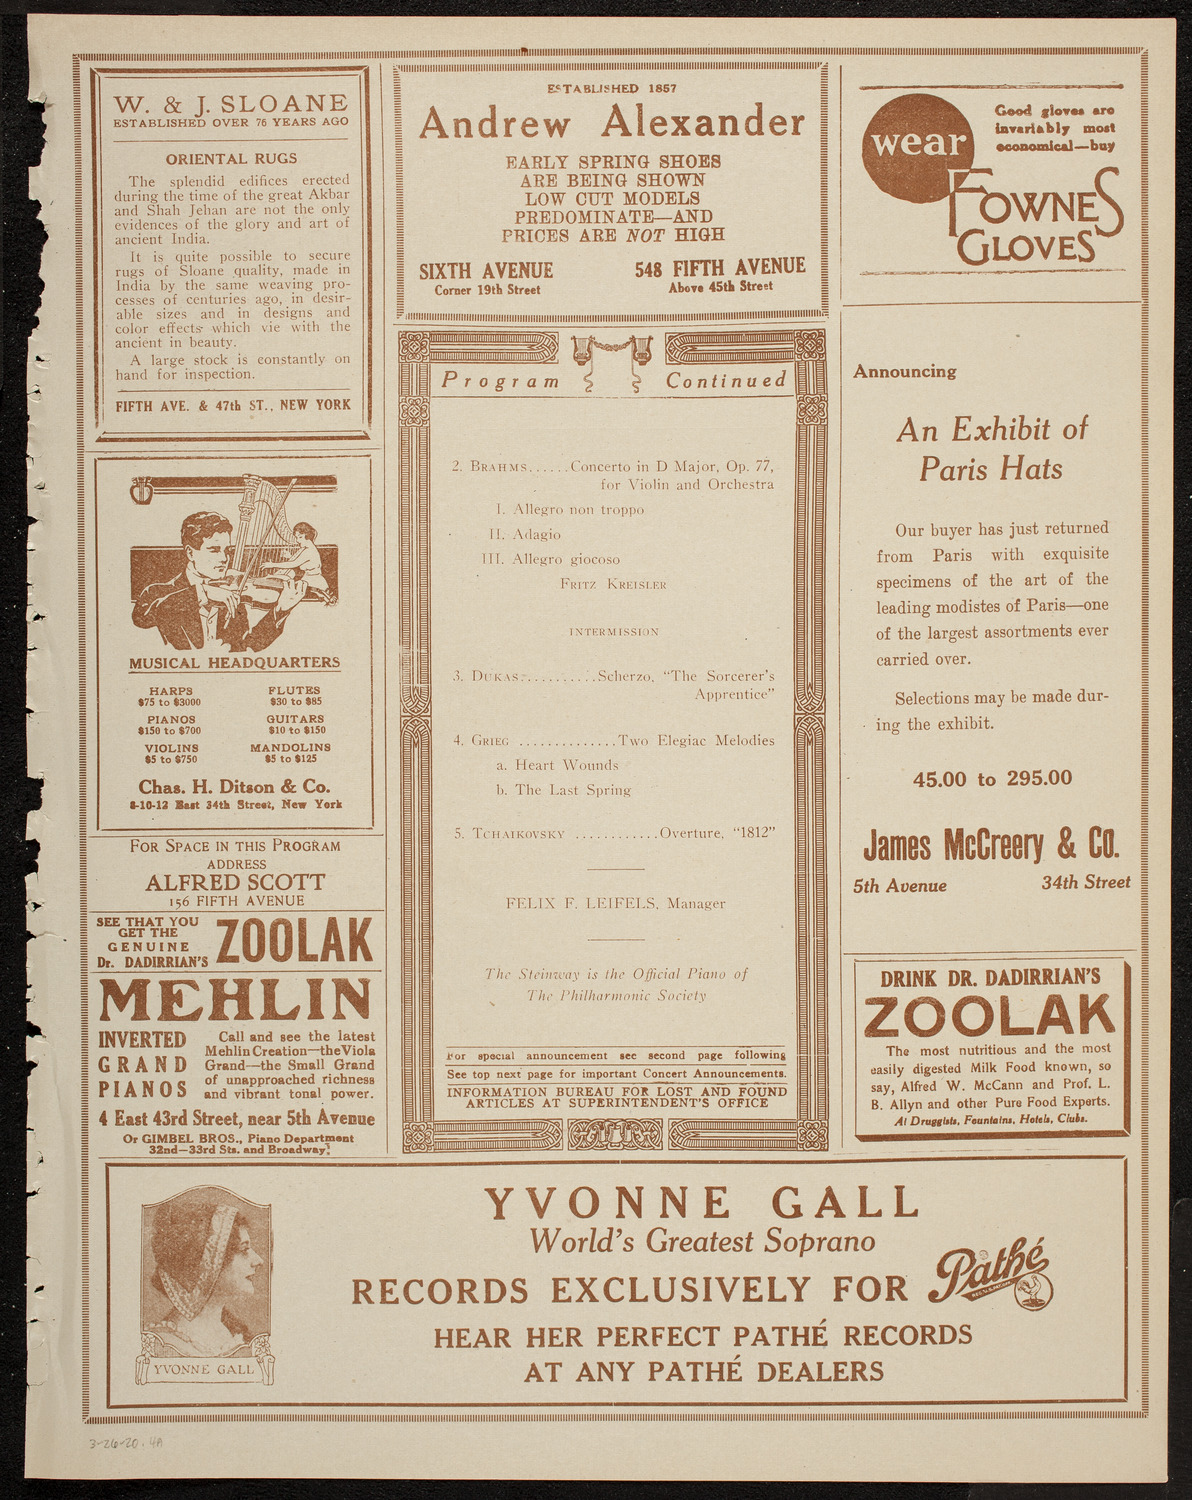 W. & J. SLOANE
ESTABLISHED OVER 76 YEARS AGO
ORIENTAL RUGS
The splendid edifices erected
during the time of the great Akbar
and Shah Jehan are not the only
evidences of the glory and art of
ancient India.
It is quite possible to secure
rugs of Sloane quality, made in
India by the same weaving pro-
cesses of centuries ago, in desir-
able sizes and in designs and
color effects which vie with the
ancient in beauty.
A large stock is constantly on
hand for inspection.
FIFTH AVE. & 47th ST., NEW YORK
MUSICAL HEADQUARTERS
HARPS FLUTES
$75 to $3000 $30 to $85
PIANOS GUITARS
$150 to $700 $10 to $150
VIOLINS MANDOLINS
$5 to $750 $5 to $125
Chas. H. Ditson & Co.
8-10-12 East 34th Street, New York
FOR SPACE IN THIS PROGRAM
ADDRESS
ALFRED SCOTT
156 FIFTH AVENUE
SEE THAT YOU
GET THE
GENUINE
Dr. DADIRRIAN'S
ZOOLAK
MEHLIN
INVERTED
GRAND
PIANOS
Call and see the latest
Mehlin Creation—the Viola
Grand—the Small Grand
of unapproached richness
and vibrant tonal power.
4 East 43rd Street, near 5th Avenue
Or GIMBEL BROS., Piano Department
32nd—33rd Sts. and Broadway
ESTABLISHED 1857
Andrew Alexander
EARLY SPRING SHOES
ARE BEING SHOWN
LOW CUT MODELS
PREDOMINATE—AND
PRICES ARE NOT HIGH
SIXTH AVENUE 548 FIFTH AVENUE
Corner 19th Street Above 45th Street
Program Continued
2. BRAHMS......Concerto in D Major, Op. 77,
for Violin and Orchestra
I. Allegro non troppo
II. Adagio
III. Allegro giocoso
FRITZ KREISLER
INTERMISSION
3. DUKAS..........Scherzo, "The Sorcerer's
Apprentice"
4. GRIEG ..............Two Elegiac Melodies
a. Heart Wounds
b. The Last Spring
5. TCHAIKOVSKY ............Overture, "1812"
FELIX F. LEIFELS, Manager
The Steinway is the Official Piano of
The Philharmonic Society
For special announcement see second page following
See top next page for important Concert Announcements.
INFORMATION BUREAU FOR LOST AND FOUND
ARTICLES AT SUPERINTENDENT'S OFFICE
wear
Good gloves are
invariably most
economical—buy
FOWNES
GLOVES
Announcing
An Exhibit of
Paris Hats
Our buyer has just returned
from Paris with exquisite
specimens of the art of the
leading modistes of Paris—one
of the largest assortments ever
carried over.
Selections may be made dur-
ing the exhibit.
45.00 to 295.00
James McCreery & Co.
5th Avenue 34th Street
DRINK DR. DADIRRIAN'S
ZOOLAK
The most nutritious and the most
easily digested Milk Food known, so
say, Alfred W. McCann and Prof. L.
B. Allyn and other Pure Food Experts.
At Druggists, Fountains, Hotels, Clubs.
YVONNE GALL
YVONNE GALL
World's Greatest Soprano
RECORDS EXCLUSIVELY FOR Pathé
HEAR HER PERFECT PATHÉ RECORDS
AT ANY PATHÉ DEALERS
3-26-20. 4A